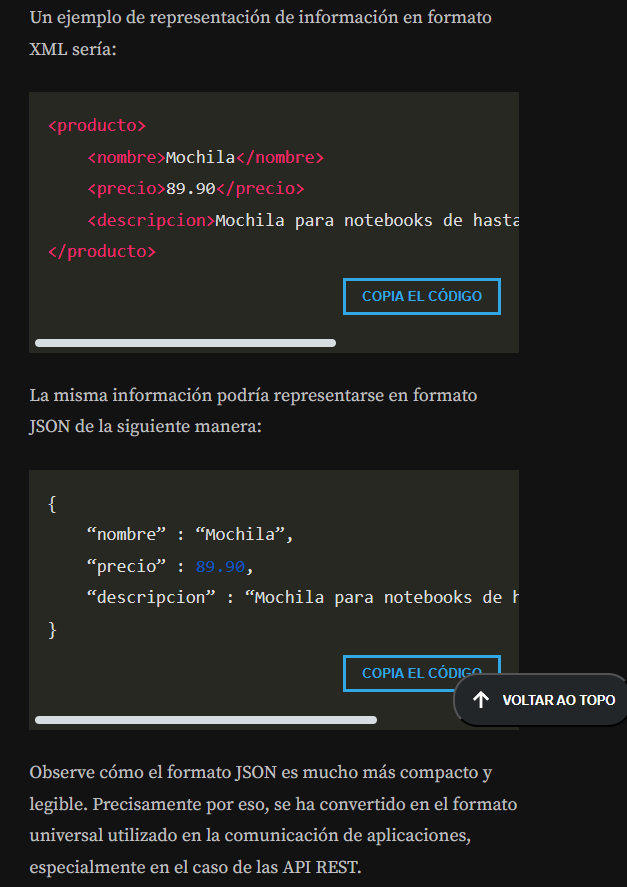 Un ejemplo de representación de información en formato
XML sería:
<producto>
<nombre>Mochila</nombre>
<precio>89.90</precio>
<descripcion>Mochila para notebooks de hasta
</producto>
COPIA EL CÓDIGO
La misma información podría representarse en formato
JSON de la siguiente manera:
{
“nombre” : “Mochila”,
“precio” : 89.90,
“descripcion” : “Mochila para notebooks de h
}
COPIA EL CÓDIGO
VOLTAR AO TOPO
Observe cómo el formato JSON es mucho más compacto y
legible. Precisamente por eso, se ha convertido en el formato
universal utilizado en la comunicación de aplicaciones,
especialmente en el caso de las API REST.